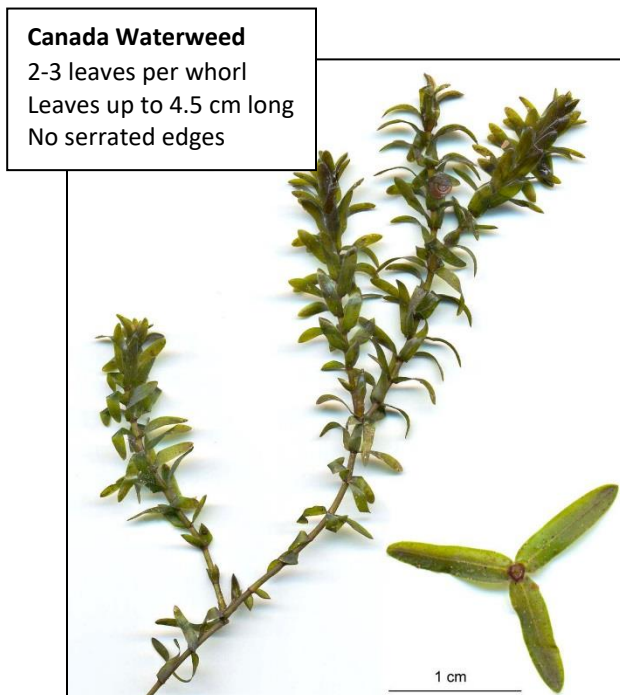 Canada Waterweed
2-3 leaves per whorl
Leaves up to 4.5 cm long
No serrated edges
1 cm